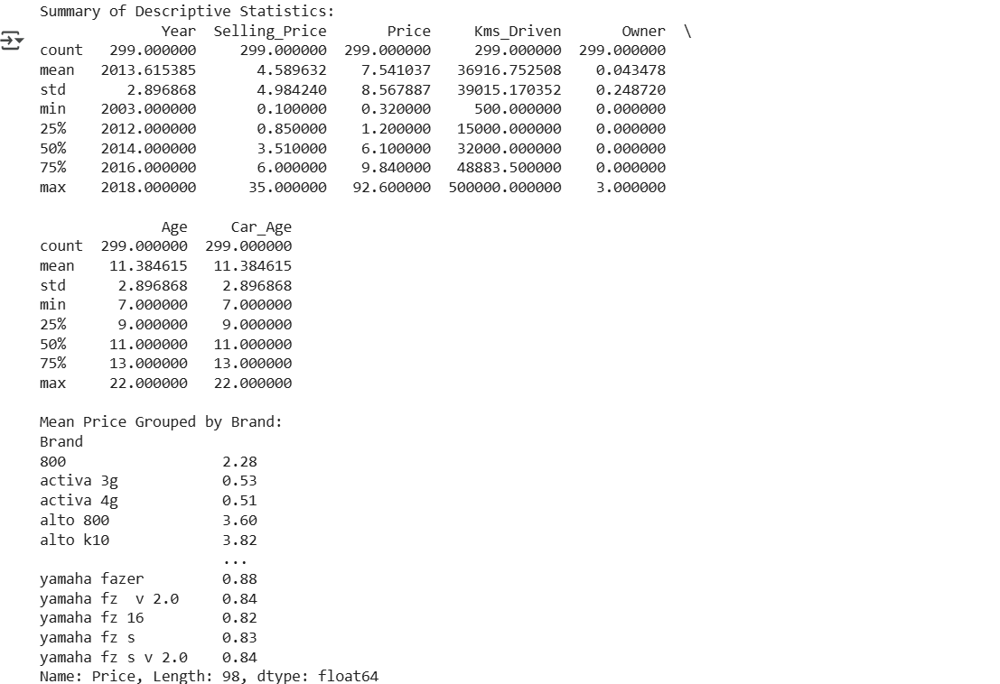 Summary of Descriptive Statistics:
              Year  Selling_Price       Price     Kms_Driven       Owner  \
count   299.000000     299.000000  299.000000     299.000000  299.000000
mean   2013.615385       4.589632    7.541037   36916.752508    0.043478
std       2.896868       4.984240    8.567887   39015.170352    0.248720
min    2003.000000       0.100000    0.320000     500.000000    0.000000
25%    2012.000000       0.850000    1.200000   15000.000000    0.000000
50%    2014.000000       3.510000    6.100000   32000.000000    0.000000
75%    2016.000000       6.000000    9.840000   48883.500000    0.000000
max    2018.000000      35.000000   92.600000  500000.000000    3.000000
              Age     Car_Age
count  299.000000  299.000000
mean    11.384615   11.384615
std      2.896868    2.896868
min      7.000000    7.000000
25%      9.000000    9.000000
50%     11.000000   11.000000
75%     13.000000   13.000000
max     22.000000   22.000000
Mean Price Grouped by Brand:
Brand
800                  2.28
activa 3g            0.53
activa 4g            0.51
alto 800             3.60
alto k10             3.82
                     ...
yamaha fazer         0.88
yamaha fz  v 2.0     0.84
yamaha fz 16         0.82
yamaha fz s          0.83
yamaha fz s v 2.0    0.84
Name: Price, Length: 98, dtype: float64